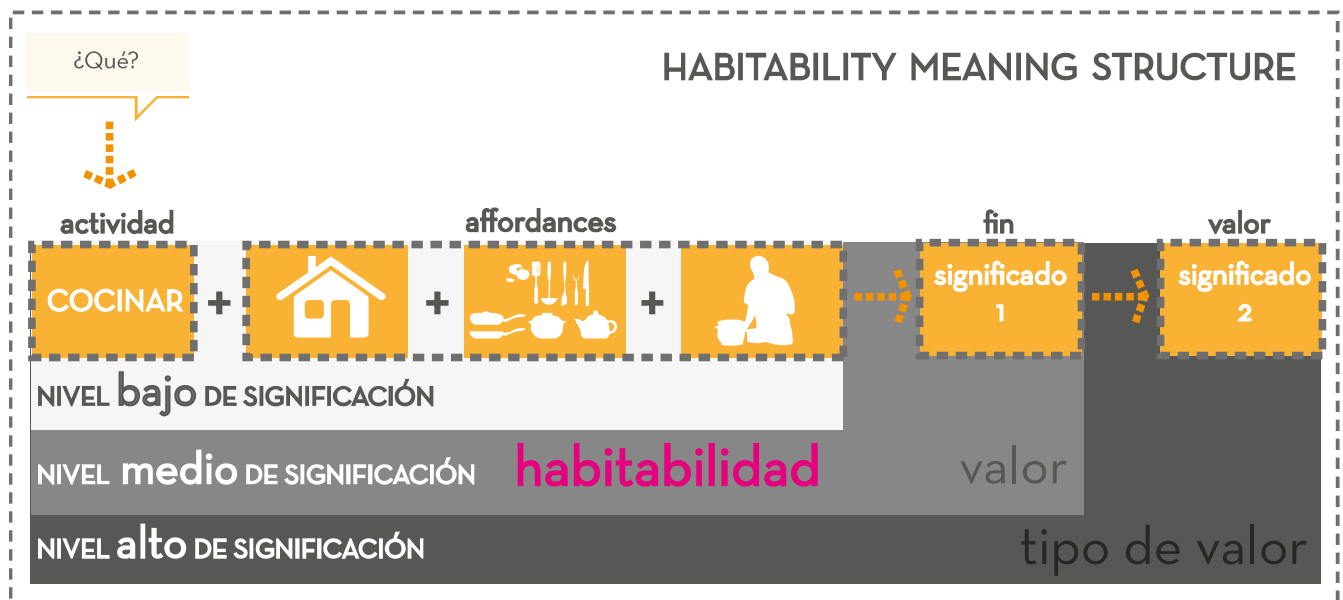 ¿Qué?
HABITABILITY MEANING STRUCTURE
actividad
affordances
fin
valor
COCINAR + + +
significado
1
significado
2
NIVEL bajo DE SIGNIFICACIÓN
NIVEL medio DE SIGNIFICACIÓN habitabilidad valor
NIVEL alto DE SIGNIFICACIÓN tipo de valor